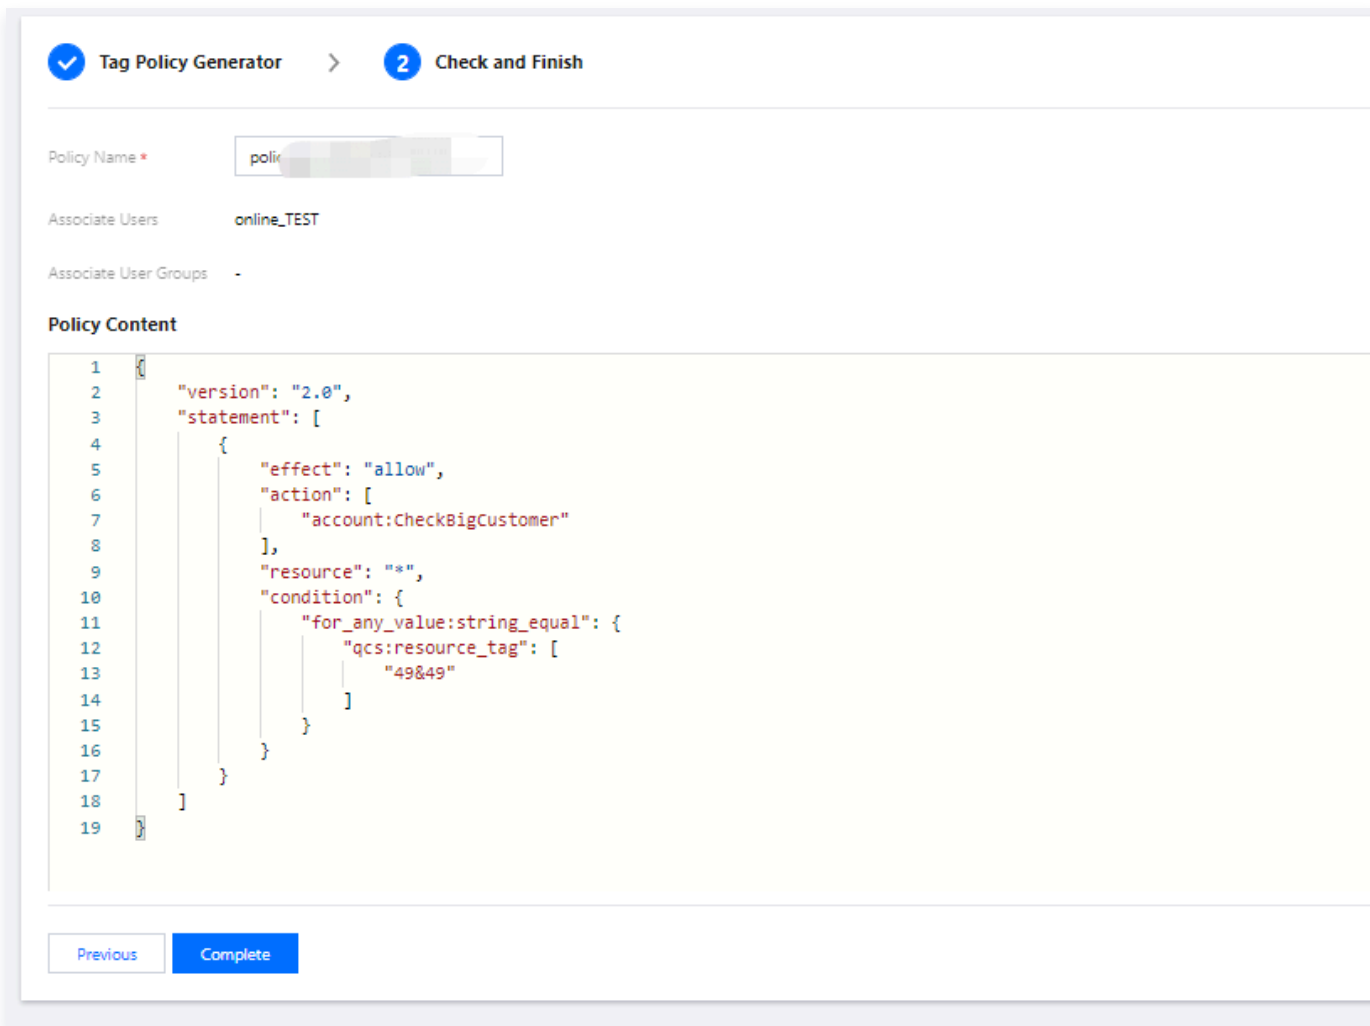 Tag Policy Generator > 2 Check and Finish
Policy Name *
Associate Users online_TEST
Associate User Groups -
Policy Content
1 {
2 "version": "2.0",
3 "statement": [
4 {
5 "effect": "allow",
6 "action": [
7 "account:CheckBigCustomer"
8 ],
9 "resource": "*",
10 "condition": {
11 "for_any_value:string_equal": {
12 "qcs:resource_tag": [
13 "49&49"
14 ]
15 }
16 }
17 }
18 ]
19 }
Previous Complete